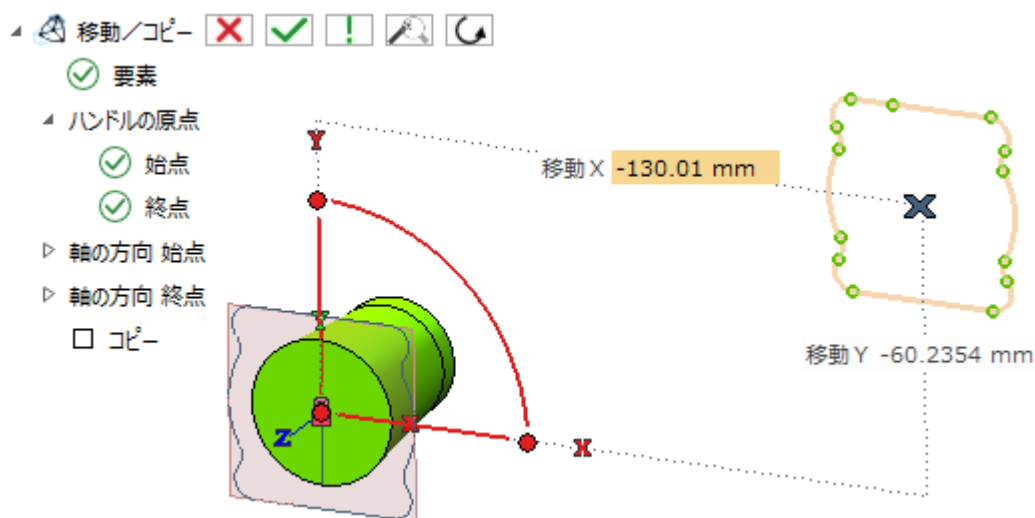 移動／コピー
要素
ハンドルの原点
始点
終点
軸の方向 始点
軸の方向 終点
コピー
Y
移動X -130.01 mm
移動Y -60.2354 mm
Y
X
X
Z